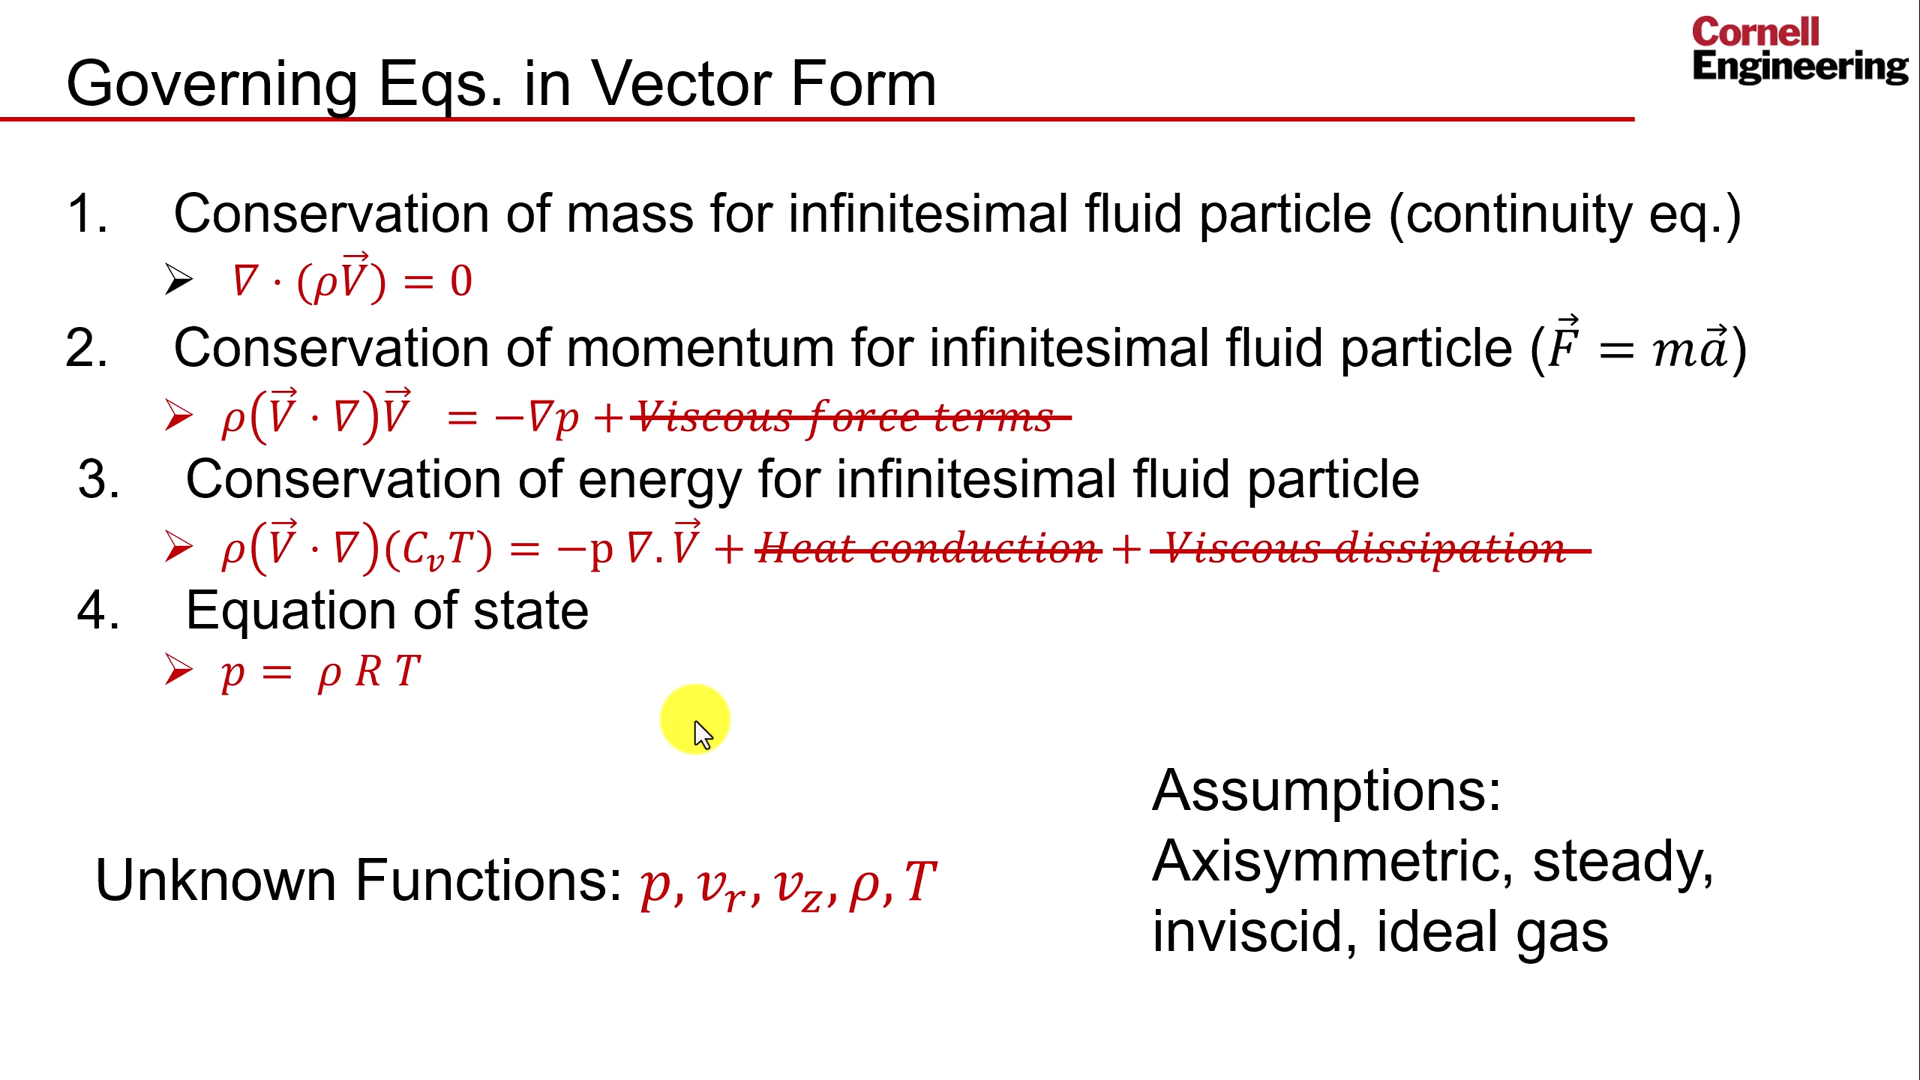 Cornell
Engineering
Governing Eqs. in Vector Form
1. Conservation of mass for infinitesimal fluid particle (continuity eq.)
➢ ∇ · (ρV⃗) = 0
2. Conservation of momentum for infinitesimal fluid particle (F⃗ = ma⃗)
➢ ρ(V⃗ · ∇)V⃗ = −∇p + Viscous force terms
3. Conservation of energy for infinitesimal fluid particle
➢ ρ(V⃗ · ∇)(CᵥT) = −p ∇.V⃗ + Heat conduction + Viscous dissipation
4. Equation of state
➢ p = ρ R T
Unknown Functions: p, v_r, v_z, ρ, T
Assumptions:
Axisymmetric, steady,
inviscid, ideal gas